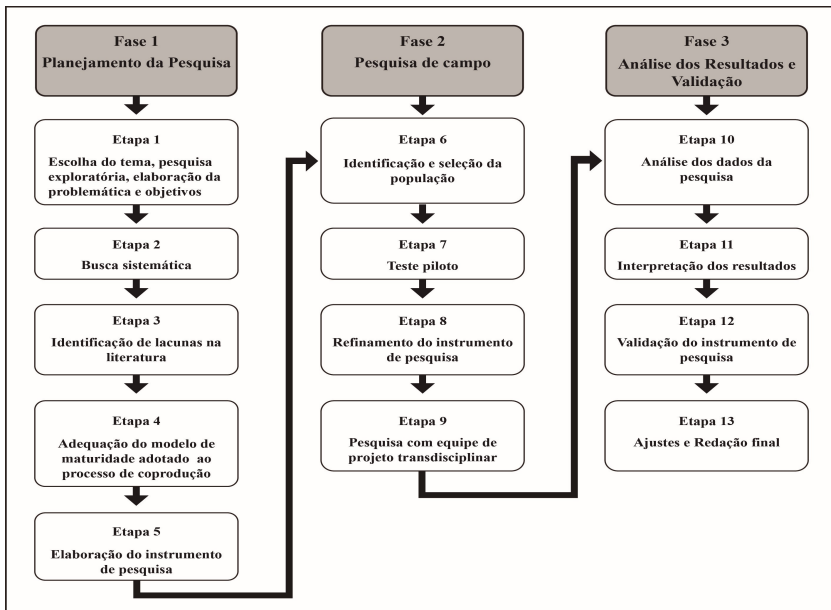 Fase 1
Planejamento da Pesquisa
Etapa 1
Escolha do tema, pesquisa
exploratória, elaboração da
problemática e objetivos
Etapa 2
Busca sistemática
Etapa 3
Identificação de lacunas na
literatura
Etapa 4
Adequação do modelo de
maturidade adotado ao
processo de coprodução
Etapa 5
Elaboração do instrumento
de pesquisa
Fase 2
Pesquisa de campo
Etapa 6
Identificação e seleção da
população
Etapa 7
Teste piloto
Etapa 8
Refinamento do instrumento
de pesquisa
Etapa 9
Pesquisa com equipe de
projeto transdisciplinar
Fase 3
Análise dos Resultados e
Validação
Etapa 10
Análise dos dados da
pesquisa
Etapa 11
Interpretação dos resultados
Etapa 12
Validação do instrumento de
pesquisa
Etapa 13
Ajustes e Redação final